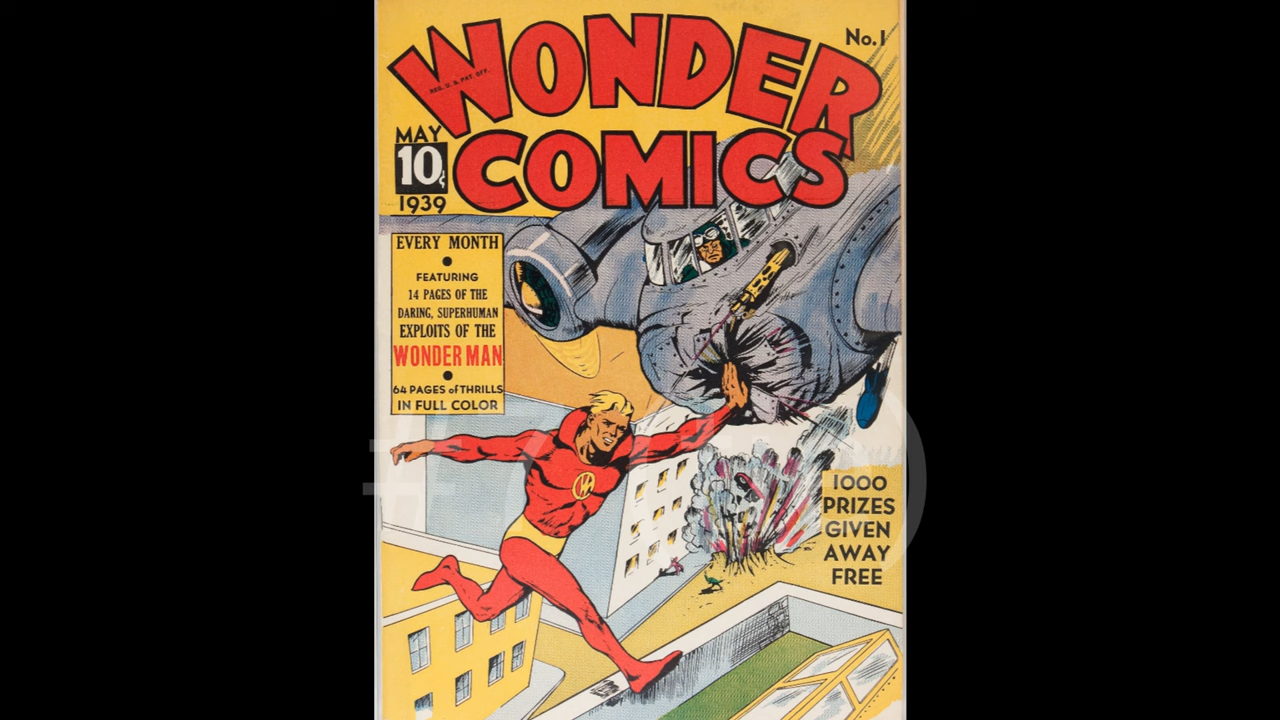 WONDER
REG. U. S. PAT. OFF.
No. 1
COMICS
MAY
10¢
1939
EVERY MONTH
FEATURING
14 PAGES OF THE
DARING, SUPERHUMAN
EXPLOITS OF THE
WONDER MAN
64 PAGES of THRILLS
IN FULL COLOR
1000
PRIZES
GIVEN
AWAY
FREE